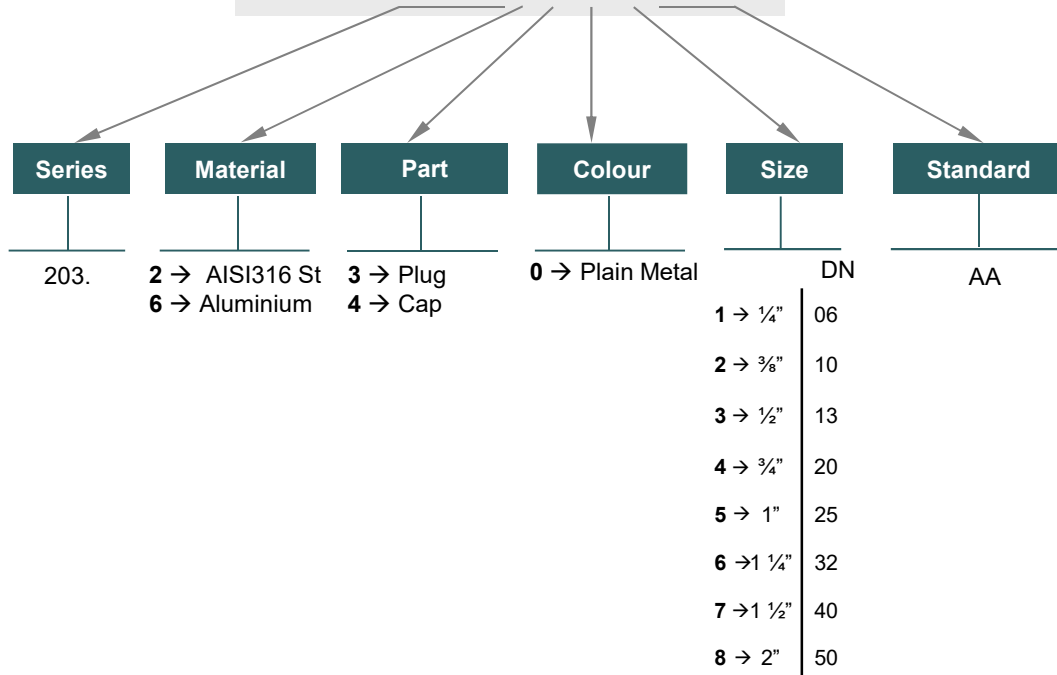 Series Material Part Colour Size Standard
203. 2 → AISI316 St 3 → Plug 0 → Plain Metal DN AA
6 → Aluminium 4 → Cap
1 → ¼” 06
2 → ⅜” 10
3 → ½” 13
4 → ¾” 20
5 → 1” 25
6 →1 ¼” 32
7 →1 ½” 40
8 → 2” 50